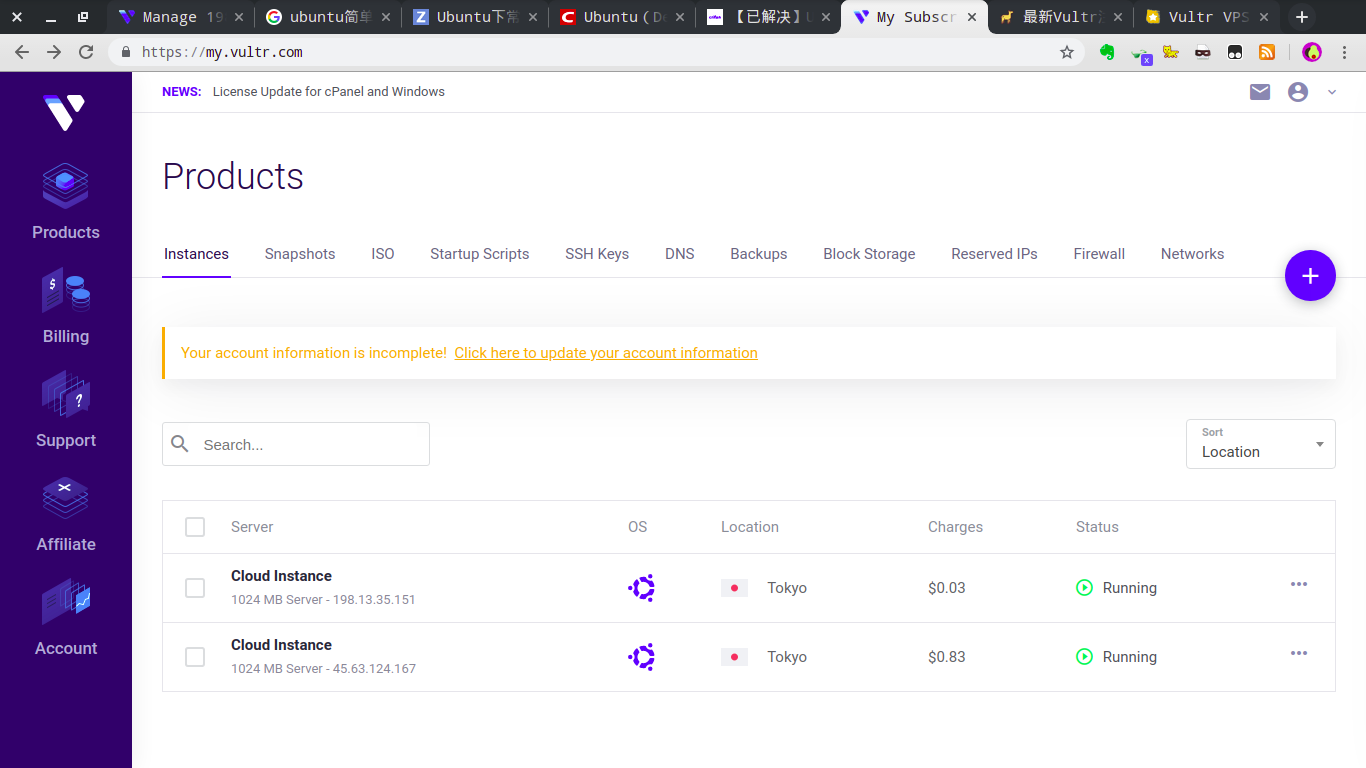 Manage 19
ubuntu简单
Ubuntu下常
Ubuntu (De
【已解决】U
My Subscr
最新Vultr注
Vultr VPS
https://my.vultr.com
x
NEWS: License Update for cPanel and Windows
Products
Products
Instances Snapshots ISO Startup Scripts SSH Keys DNS Backups Block Storage Reserved IPs Firewall Networks
+
Billing
Your account information is incomplete! Click here to update your account information
Support
Search...
Sort
Location
Affiliate
Account
Server OS Location Charges Status
Cloud Instance
1024 MB Server - 198.13.35.151
Tokyo $0.03 Running
Cloud Instance
1024 MB Server - 45.63.124.167
Tokyo $0.83 Running